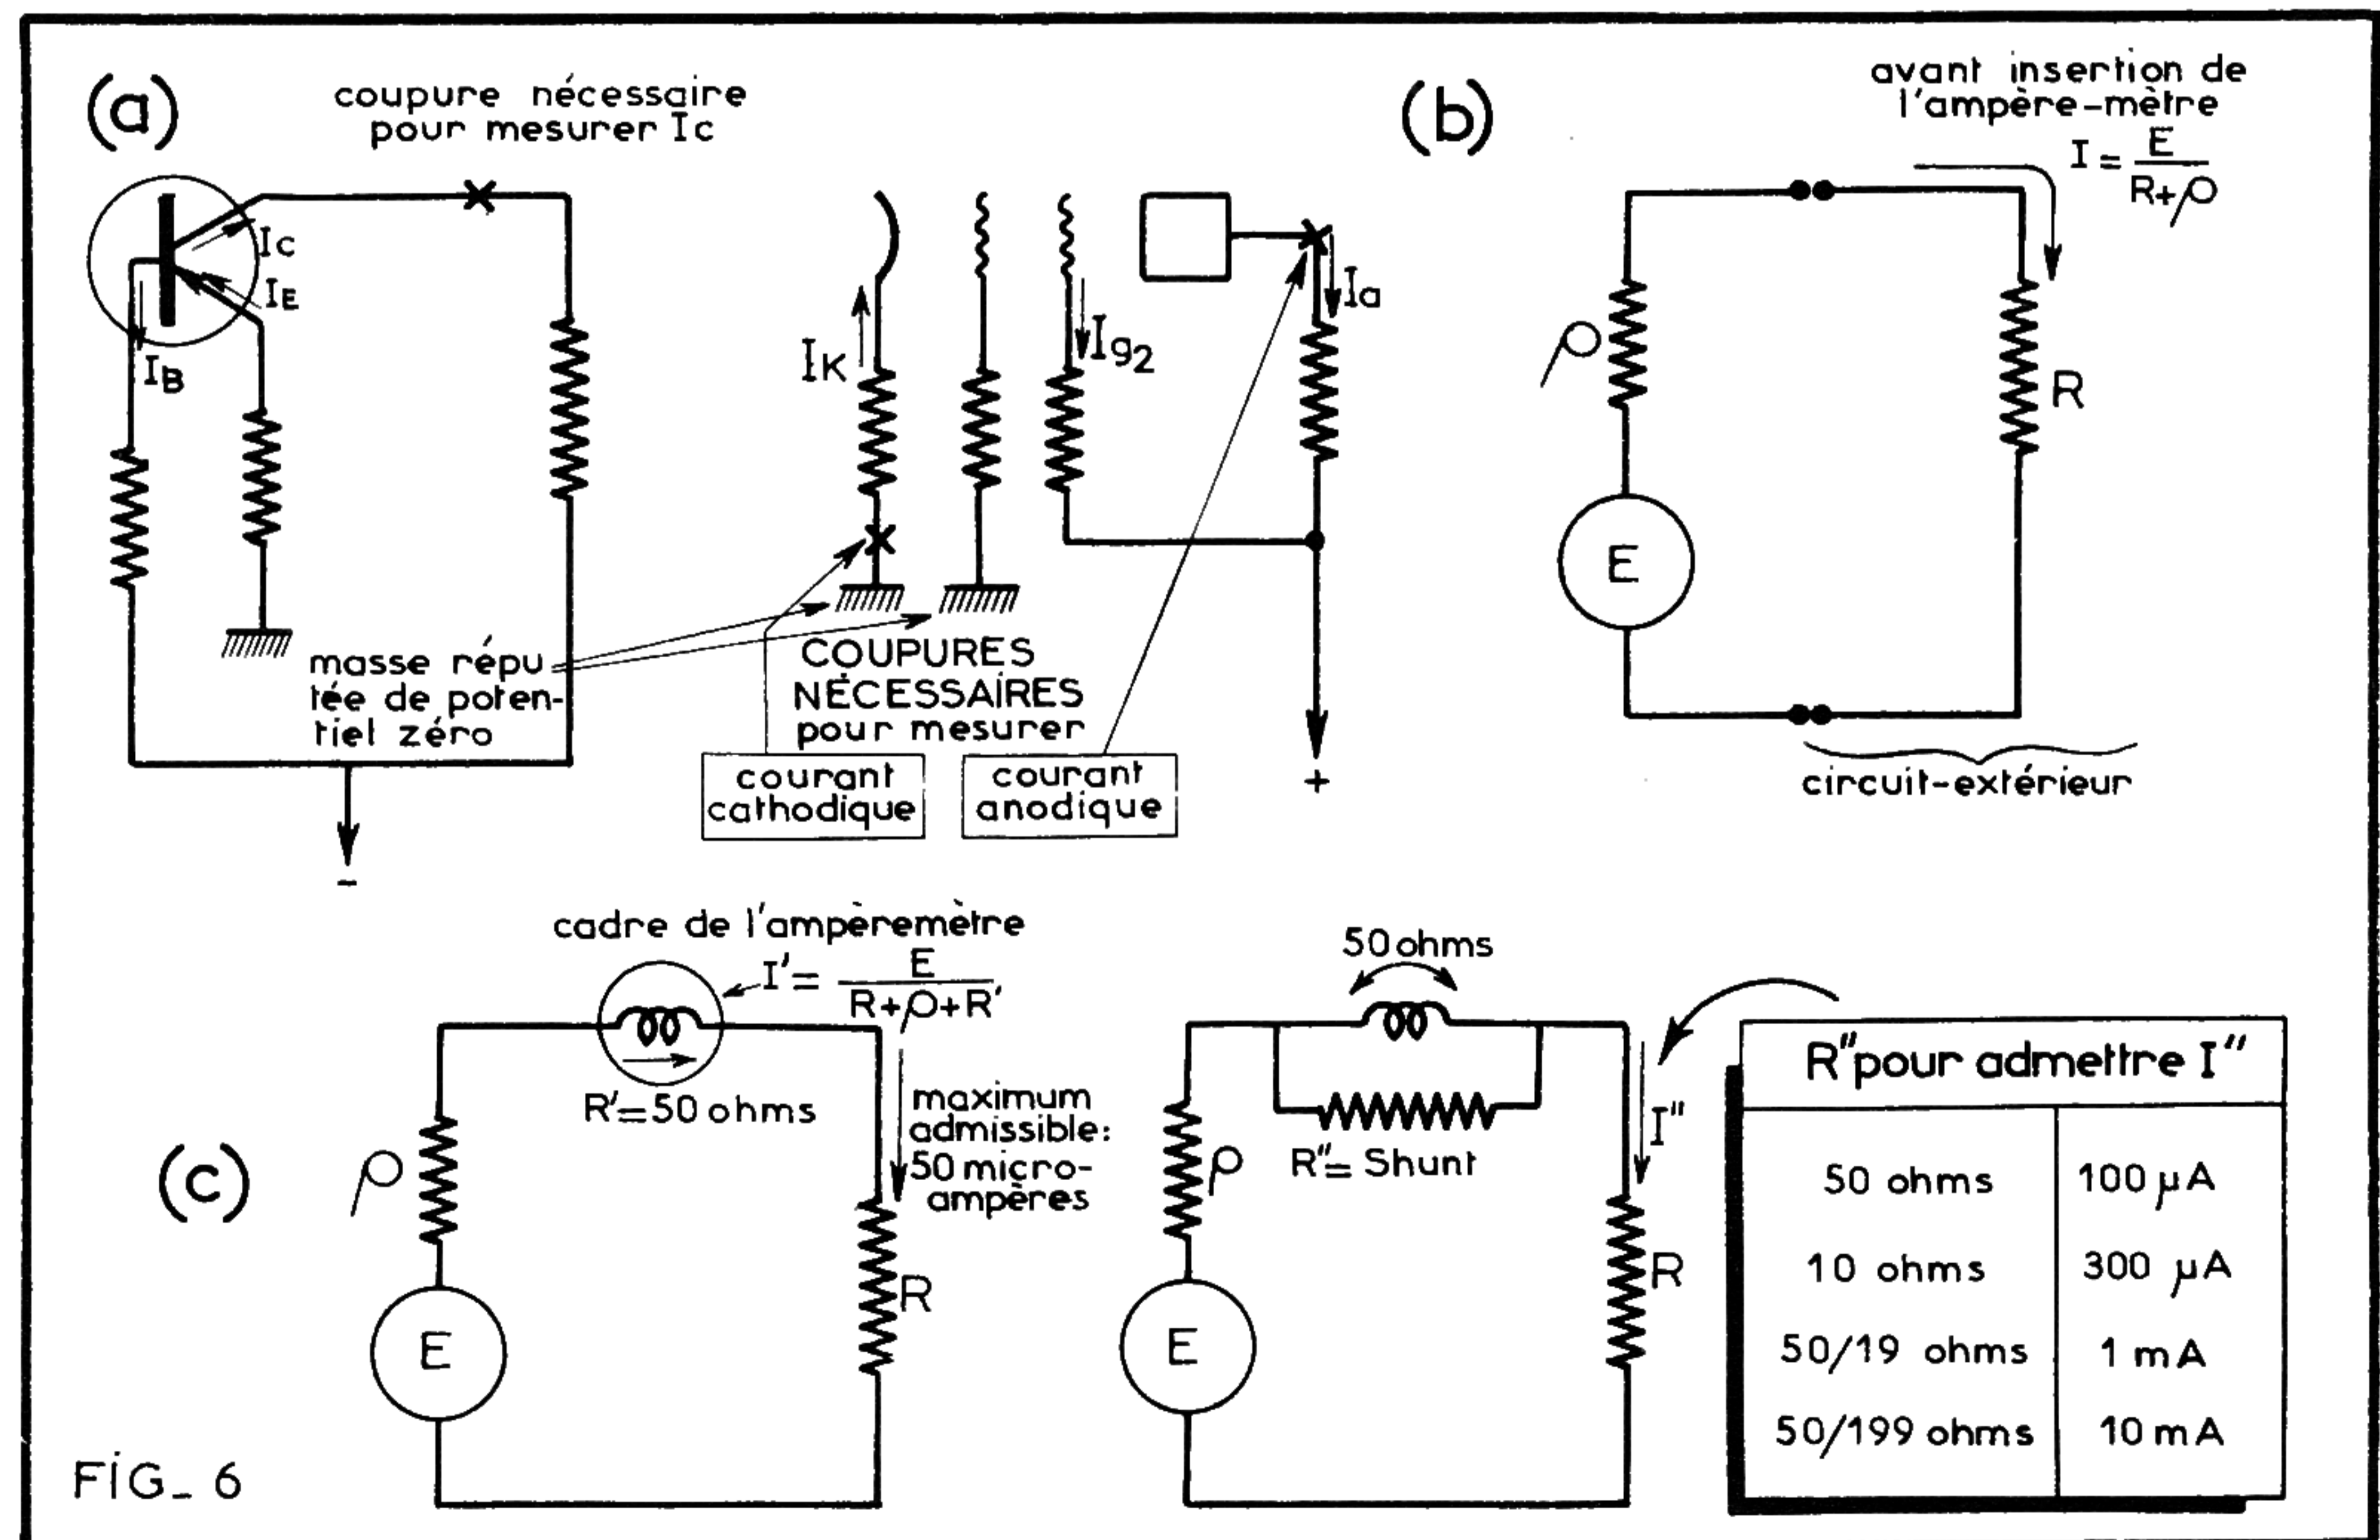 (a)
coupure nécessaire
pour mesurer Ic
Ic
IE
IB
masse répu
tée de poten-
tiel zéro
-
IK
Ig2
Ia
COUPURES
NÉCESSAIRES
pour mesurer
courant
cathodique
courant
anodique
+
(b)
avant insertion de
l'ampère-mètre
I = E
R+ρ
ρ
E
R
circuit-extérieur
(c)
cadre de l'ampèremètre
I' = E
R+ρ+R'
R'=50 ohms
maximum
admissible:
50 micro-
ampères
ρ
E
R
50 ohms
R"= Shunt
ρ
E
I"
R
R" pour admettre I"
50 ohms 100 µA
10 ohms 300 µA
50/19 ohms 1 mA
50/199 ohms 10 mA
FIG_ 6